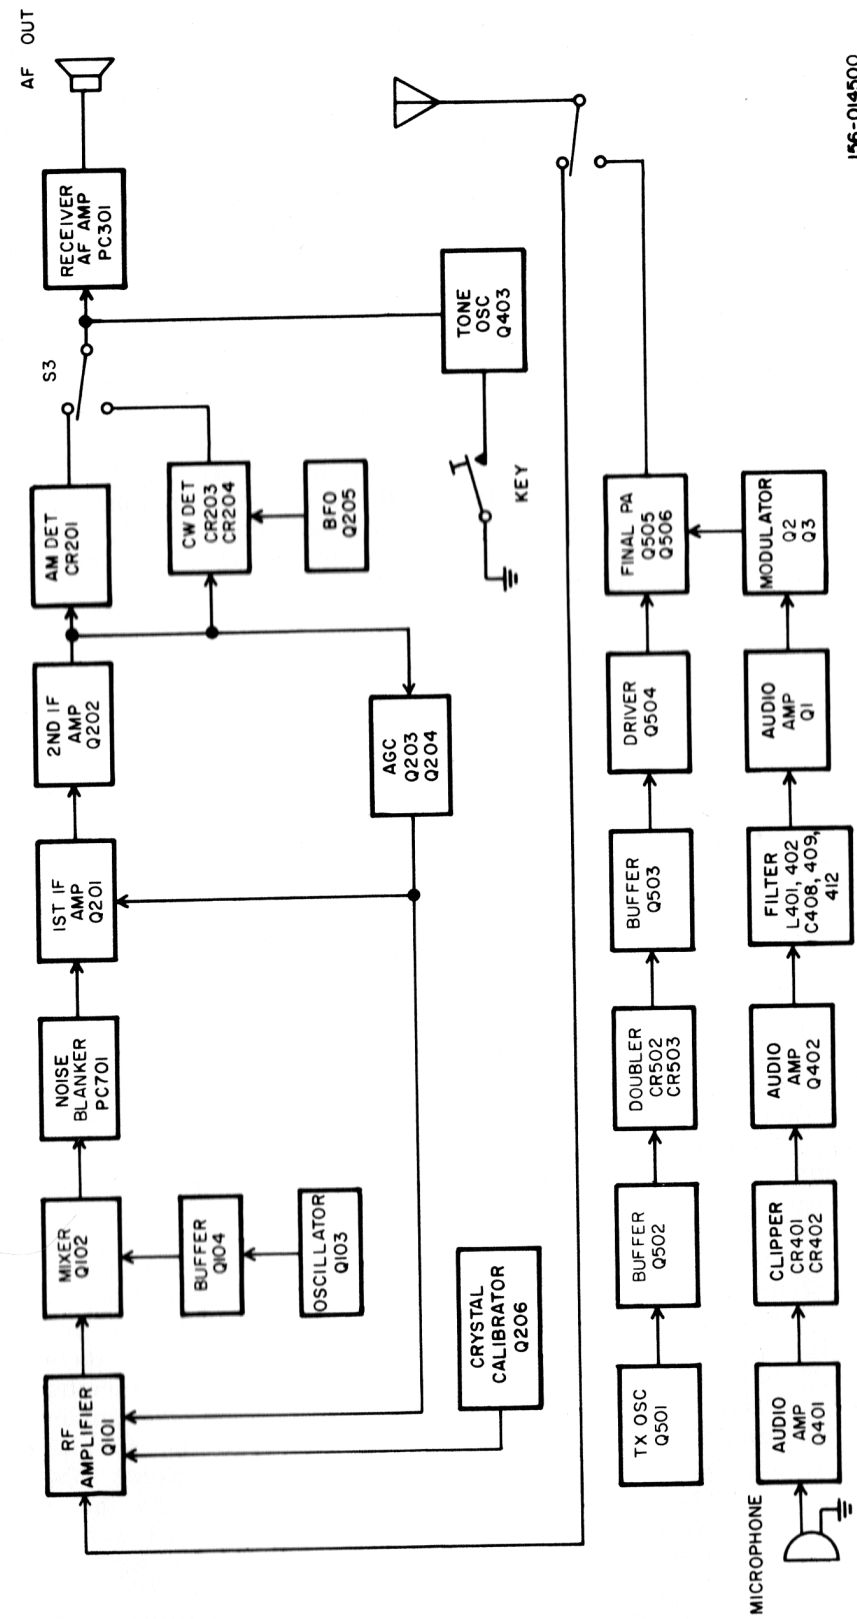 RF
AMPLIFIER
Q101
MIXER
Q102
NOISE
BLANKER
PC701
1ST IF
AMP
Q201
2ND IF
AMP
Q202
AM DET
CR201
S3
RECEIVER
AF AMP
PC301
AF OUT
BUFFER
Q104
OSCILLATOR
Q103
CW DET
CR203
CR204
BFO
Q205
AGC
Q203
Q204
CRYSTAL
CALIBRATOR
Q206
KEY
TONE
OSC
Q403
TX OSC
Q501
BUFFER
Q502
DOUBLER
CR502
CR503
BUFFER
Q503
DRIVER
Q504
FINAL PA
Q505
Q506
MICROPHONE
AUDIO
AMP
Q401
CLIPPER
CR401
CR402
AUDIO
AMP
Q402
FILTER
L401, 402
C408, 409,
412
AUDIO
AMP
Q1
MODULATOR
Q2
Q3
156-014500